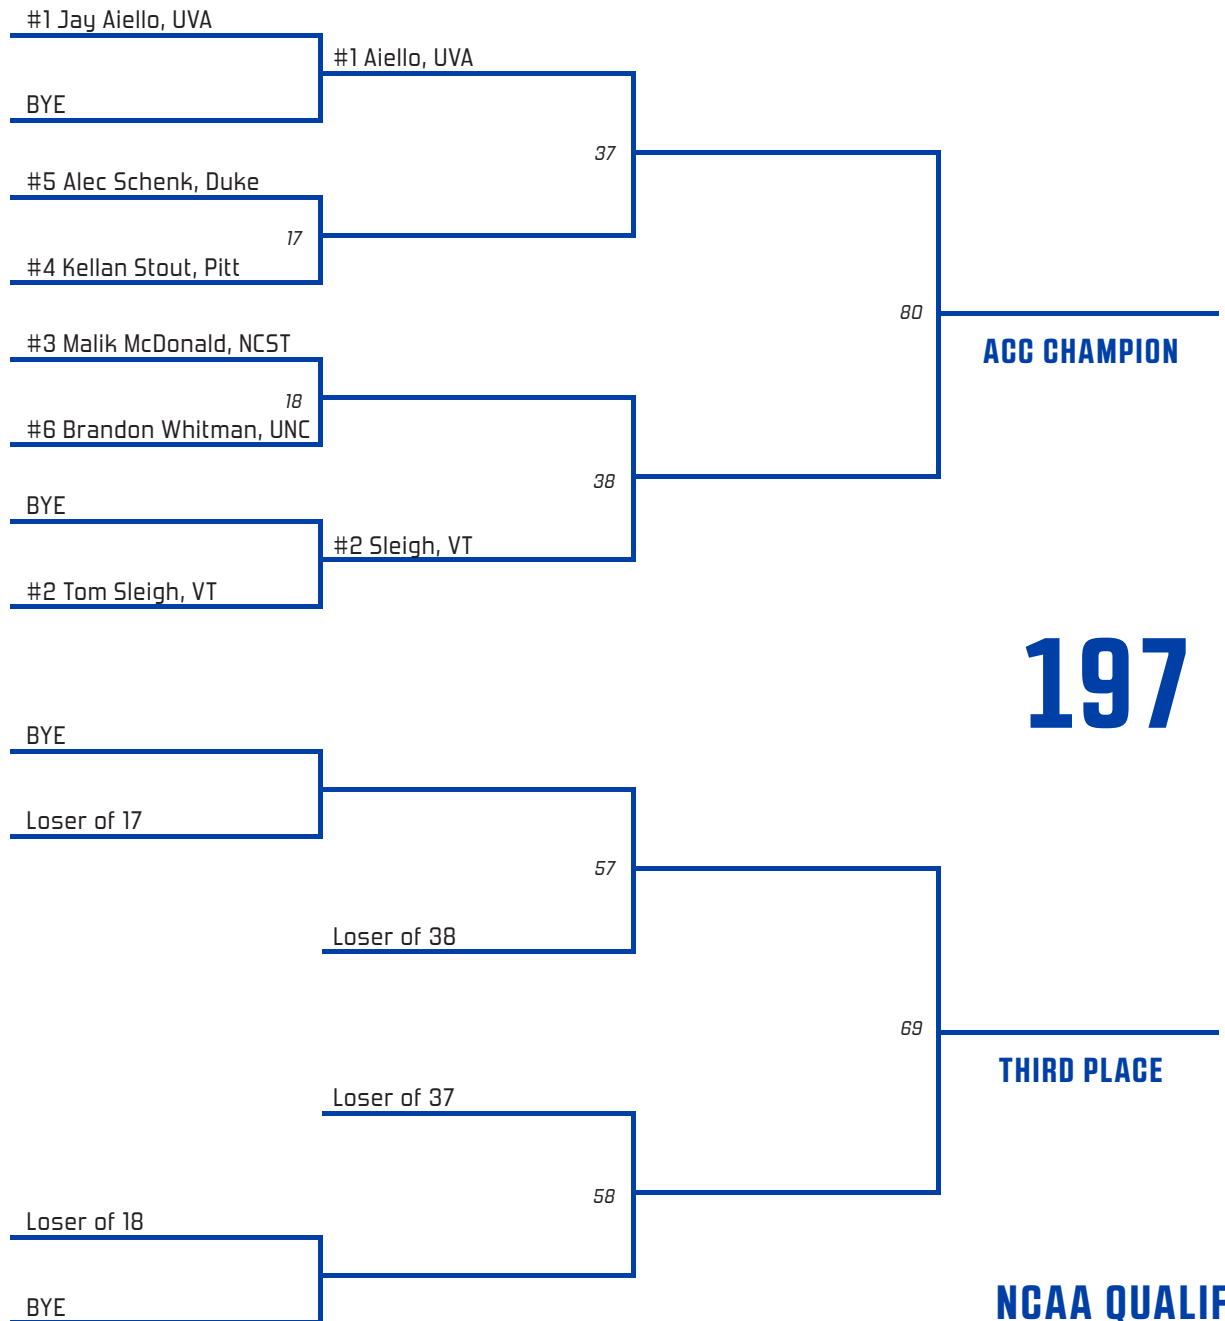 #1 Jay Aiello, UVA
#1 Aiello, UVA
BYE
37
#5 Alec Schenk, Duke
17
#4 Kellan Stout, Pitt
80
#3 Malik McDonald, NCST
ACC CHAMPION
18
#6 Brandon Whitman, UNC
38
BYE
#2 Sleigh, VT
#2 Tom Sleigh, VT
197
BYE
Loser of 17
57
Loser of 38
69
THIRD PLACE
Loser of 37
58
Loser of 18
BYE
NCAA QUALIF